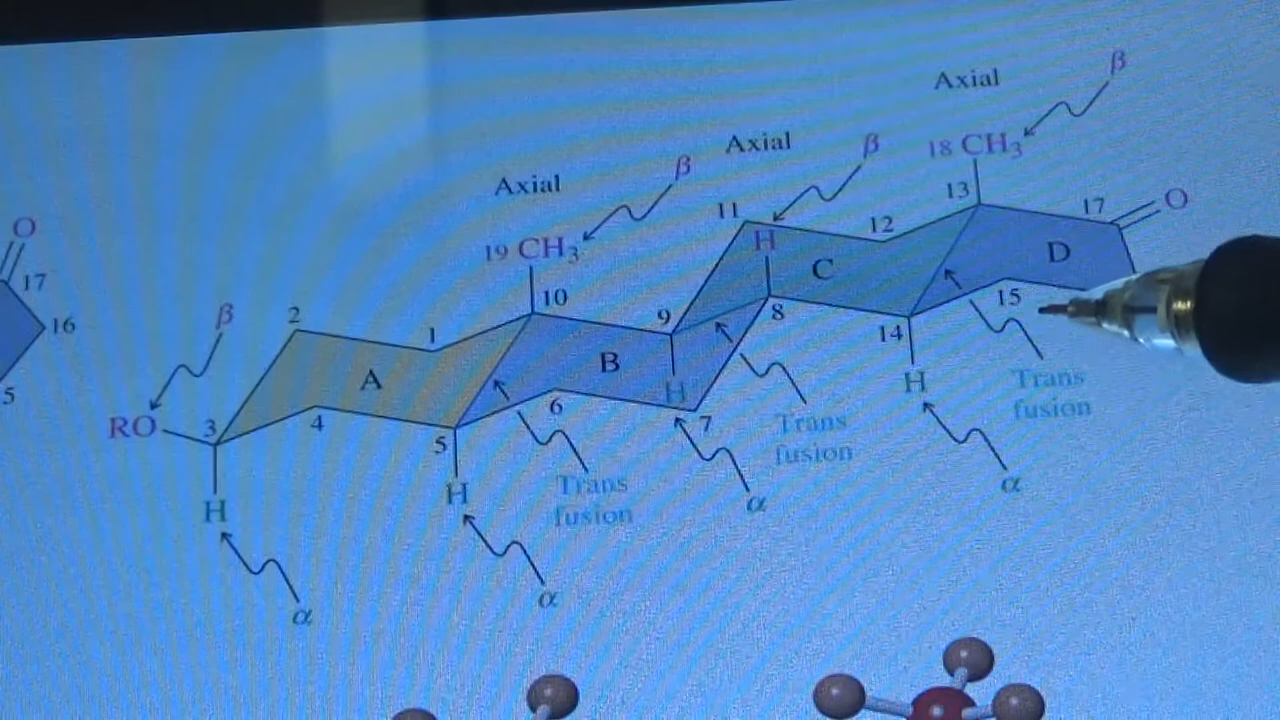 β
Axial
Axial
β
18 CH₃
Axial
β
13
17
O
11
12
19 CH₃
H
C
D
O
17
10
9
8
15
16
β
2
1
B
14
A
H
H
Trans
fusion
5
RO
3
4
5
6
7
Trans
fusion
H
H
Trans
fusion
α
α
α
α